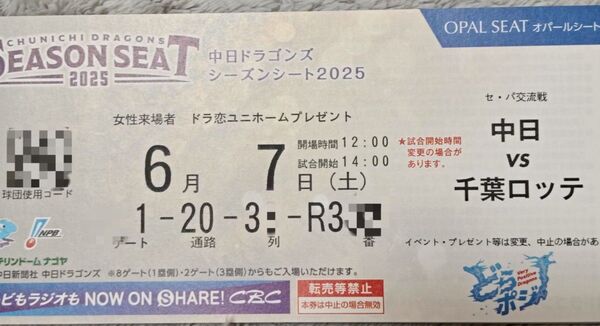 CHUNICHI DRAGONS
SEASON SEAT
2025
中日ドラゴンズ
シーズンシート2025
OPAL SEAT オパールシート
女性来場者 ドラ恋ユニホームプレゼント
セ・パ交流戦
開場時間 12:00
試合開始 14:00
★試合開始時間
変更の場合が
あります。
中日
VS
千葉ロッテ
球団使用コード
6月7日(土)
1-20-3 -R3
ゲート 通路 列 番
NPB
テリンドーム ナゴヤ
中日新聞社 中日ドラゴンズ ※8ゲート(1塁側)・2ゲート(3塁側)からもご入場いただけます。
イベント・プレゼント等は変更、中止の場合があ
ビもラジオも NOW ON SHARE! CBC
転売等禁止
本券は中止の場合有効
Very Positive Dragons
どらポジ